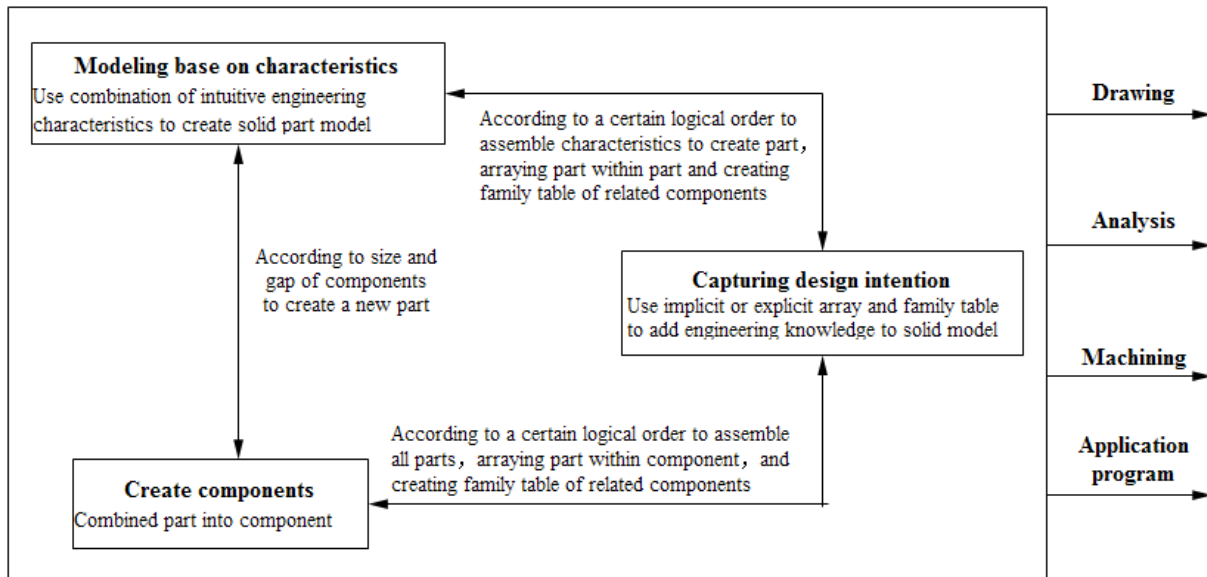 Modeling base on characteristics
Use combination of intuitive engineering
characteristics to create solid part model
According to a certain logical order to
assemble characteristics to create part，
arraying part within part and creating
family table of related components
Drawing
Analysis
According to size and
gap of components
to create a new part
Capturing design intention
Use implicit or explicit array and family table
to add engineering knowledge to solid model
Machining
According to a certain logical order to assemble
all parts，arraying part within component，and
creating family table of related components
Application
program
Create components
Combined part into component